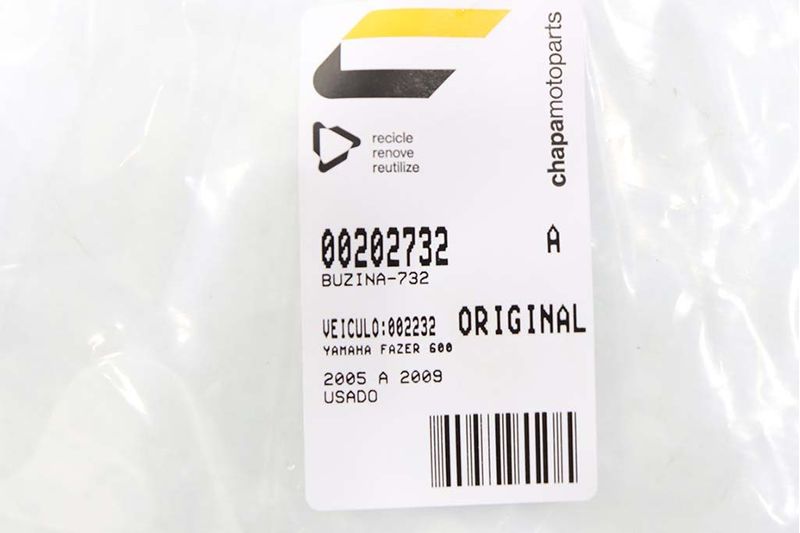 chapamotoparts
recicle
renove
reutilize
00202732 A
BUZINA-732
VEICULO:002232 ORIGINAL
YAMAHA FAZER 600
2005 A 2009
USADO